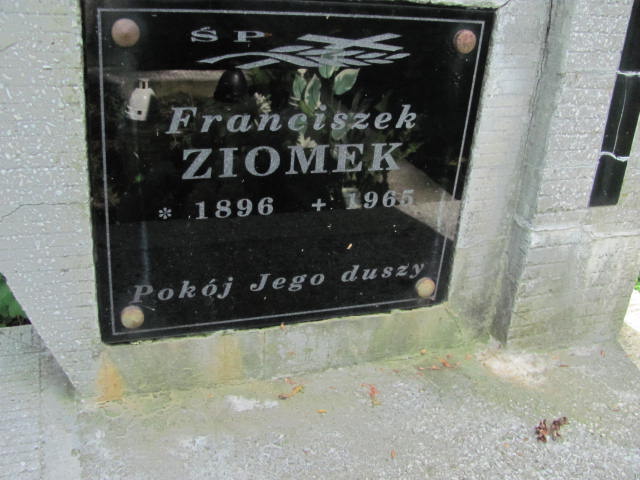 ŚP
Franciszek
ZIOMEK
* 1896 + 1965
Pokój Jego duszy